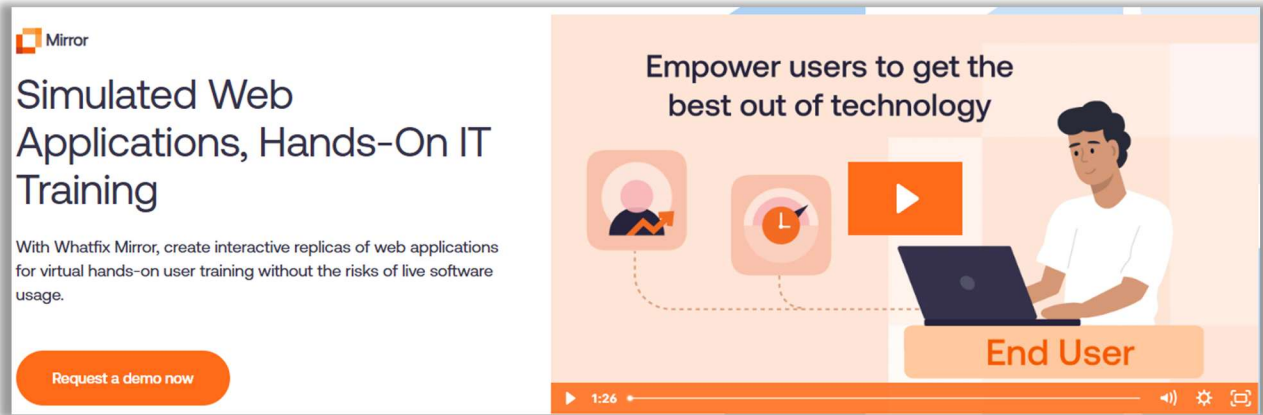 Mirror
Simulated Web
Applications, Hands-On IT
Training
With Whatfix Mirror, create interactive replicas of web applications
for virtual hands-on user training without the risks of live software
usage.
Request a demo now
Empower users to get the
best out of technology
End User
1:26